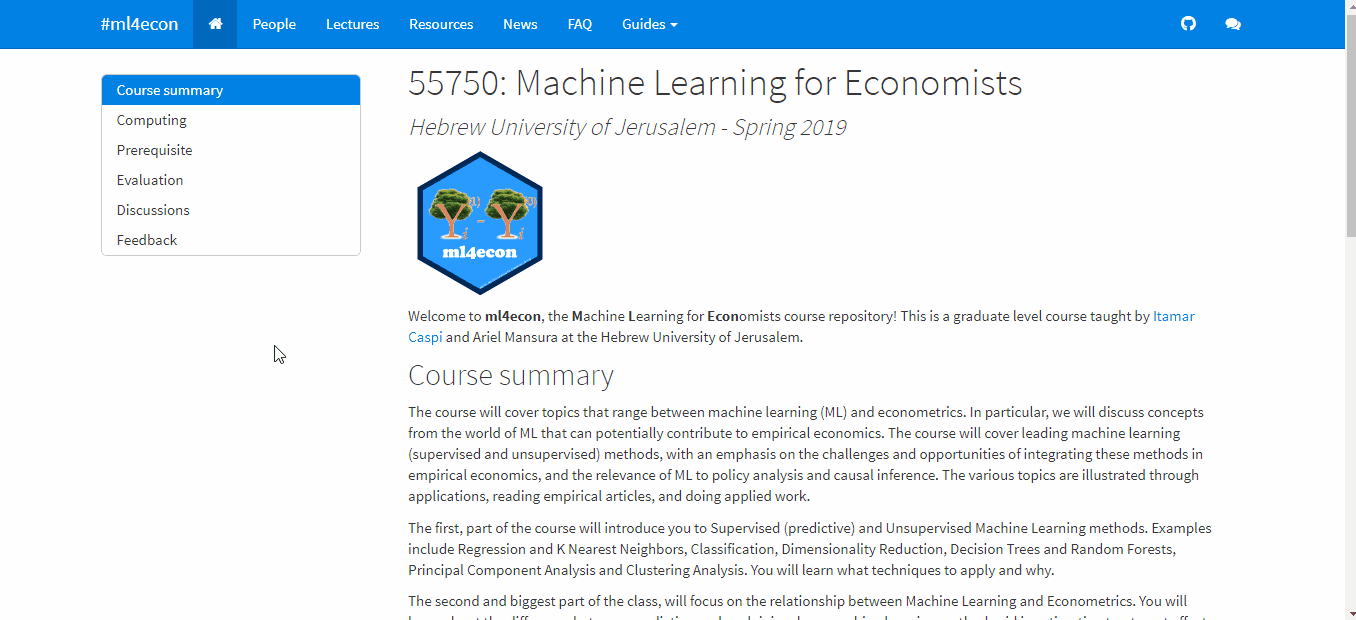 #ml4econ People Lectures Resources News FAQ Guides
Course summary
Computing
Prerequisite
Evaluation
Discussions
Feedback
55750: Machine Learning for Economists
Hebrew University of Jerusalem - Spring 2019
ml4econ
Welcome to ml4econ, the Machine Learning for Economists course repository! This is a graduate level course taught by Itamar
Caspi and Ariel Mansura at the Hebrew University of Jerusalem.
Course summary
The course will cover topics that range between machine learning (ML) and econometrics. In particular, we will discuss concepts
from the world of ML that can potentially contribute to empirical economics. The course will cover leading machine learning
(supervised and unsupervised) methods, with an emphasis on the challenges and opportunities of integrating these methods in
empirical economics, and the relevance of ML to policy analysis and causal inference. The various topics are illustrated through
applications, reading empirical articles, and doing applied work.
The first, part of the course will introduce you to Supervised (predictive) and Unsupervised Machine Learning methods. Examples
include Regression and K Nearest Neighbors, Classification, Dimensionality Reduction, Decision Trees and Random Forests,
Principal Component Analysis and Clustering Analysis. You will learn what techniques to apply and why.
The second and biggest part of the class, will focus on the relationship between Machine Learning and Econometrics. You will